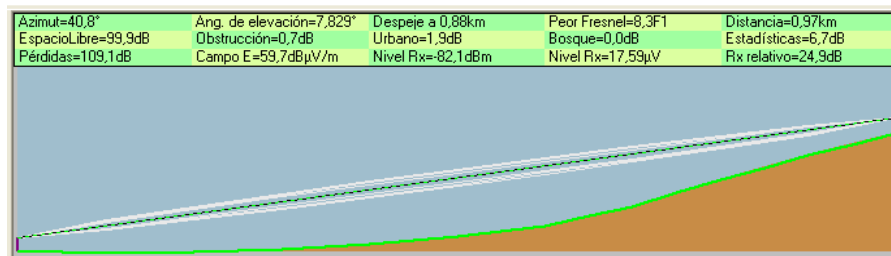 Azimut=40,8° Ang. de elevación=7,829° Despeje a 0,88km Peor Fresnel=8,3F1 Distancia=0,97km
EspacioLibre=99,9dB Obstrucción=0,7dB Urbano=1,9dB Bosque=0,0dB Estadísticas=6,7dB
Pérdidas=109,1dB Campo E=59,7dBµV/m Nivel Rx=-82,1dBm Nivel Rx=17,59µV Rx relativo=24,9dB